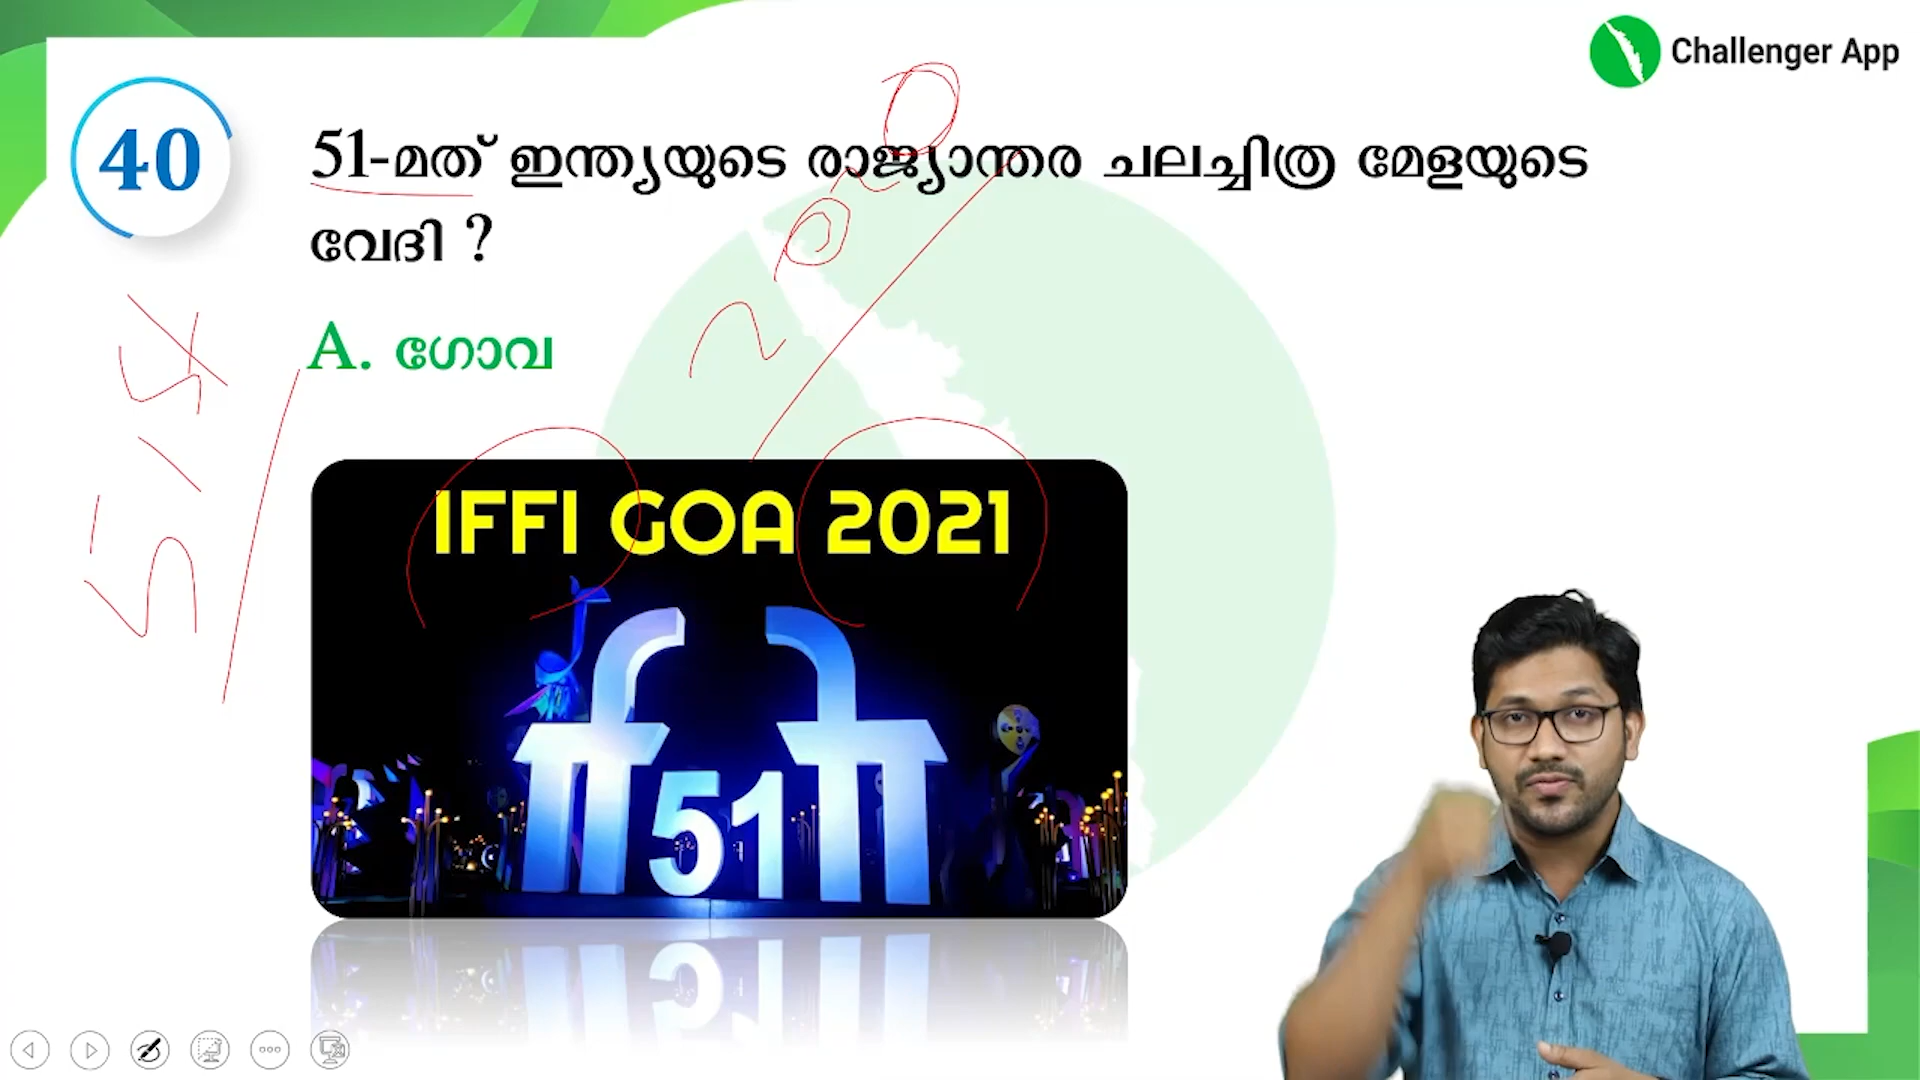 Challenger App
40
51-മത് ഇന്ത്യയുടെ രാജ്യാന്തര ചലച്ചിത്ര മേളയുടെ
വേദി ?
A. ഗോവ
IFFI GOA 2021
51